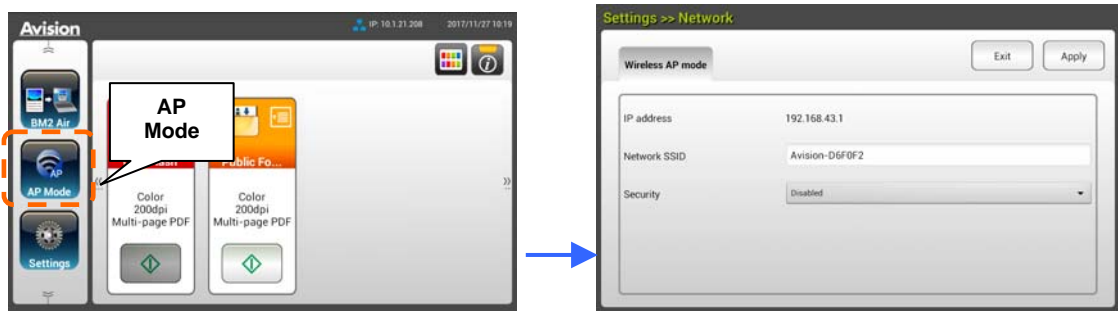 Avision
IP: 10.1.21.208
2017/11/27 10:19
BM2 Air
AP
AP Mode
Settings
AP
Mode
Public Fo...
Color
200dpi
Multi-page PDF
Color
200dpi
Multi-page PDF
Settings >> Network
Wireless AP mode
Exit
Apply
IP address
192.168.43.1
Network SSID
Avision-D6F0F2
Security
Disabled